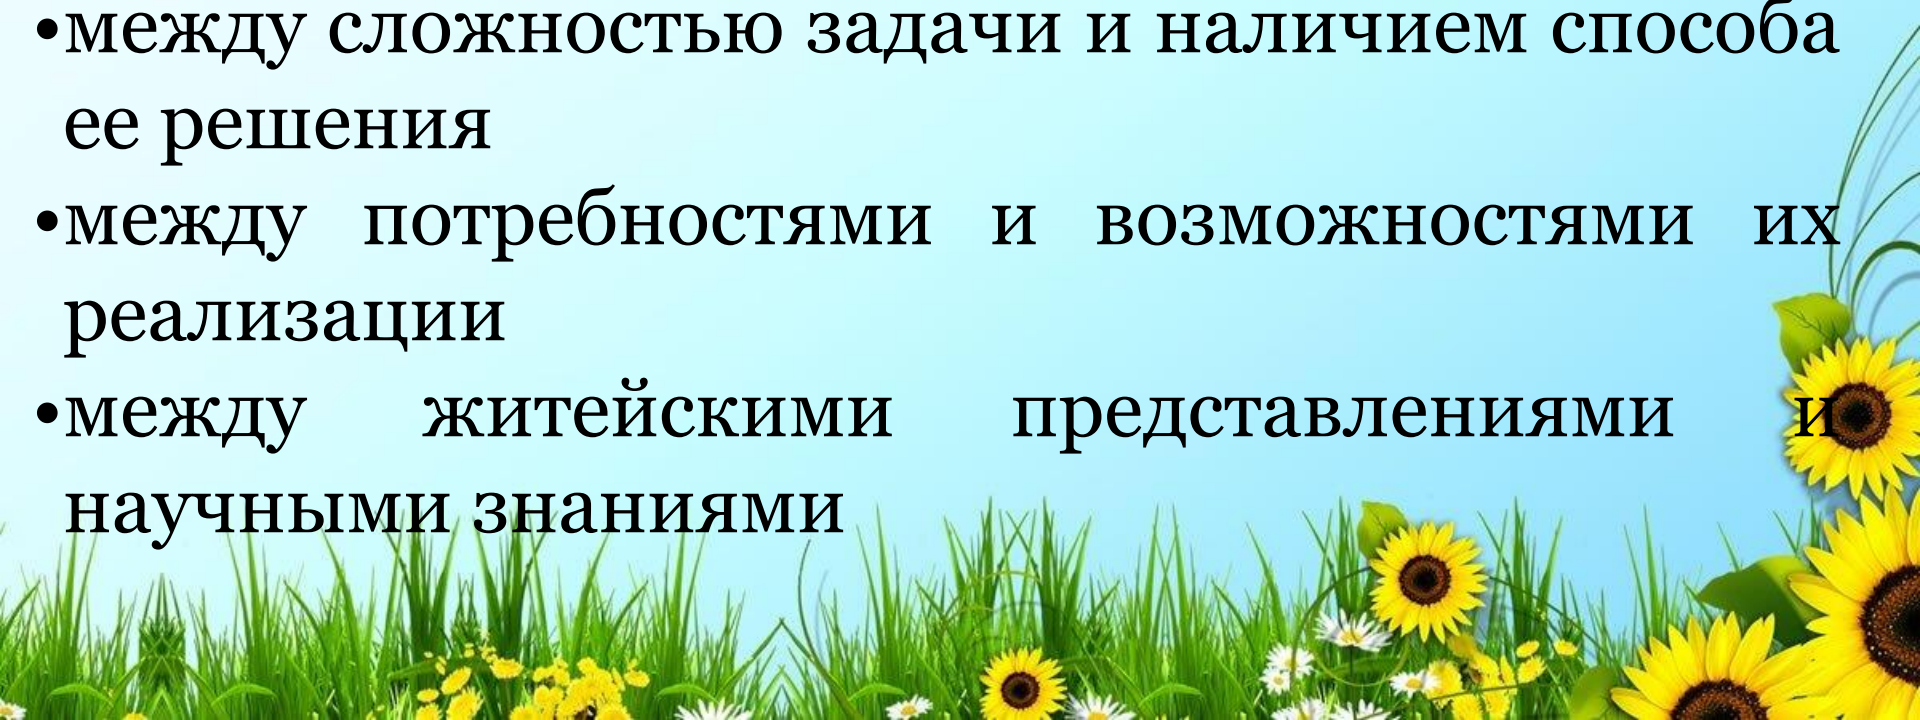 •между сложностью задачи и наличием способа
ее решения
•между потребностями и возможностями их
реализации
•между житейскими представлениями и
научными знаниями